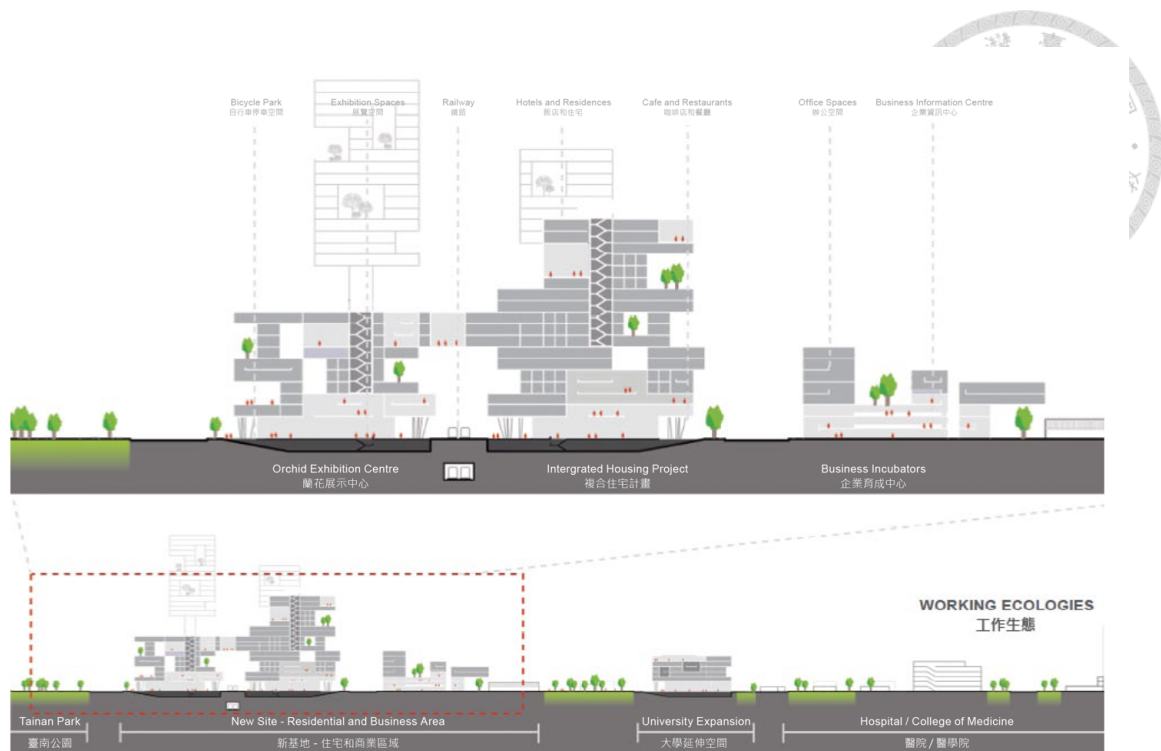 Bicycle Park
自行車停車空間
Exhibition Spaces
展覽空間
Railway
鐵路
Hotels and Residences
飯店和住宅
Cafe and Restaurants
咖啡店和餐廳
Office Spaces
辦公空間
Business Information Centre
企業資訊中心
Orchid Exhibition Centre
蘭花展示中心
Intergrated Housing Project
複合住宅計畫
Business Incubators
企業育成中心
WORKING ECOLOGIES
工作生態
Tainan Park
臺南公園
New Site - Residential and Business Area
新基地 - 住宅和商業區域
University Expansion
大學延伸空間
Hospital / College of Medicine
醫院 / 醫學院